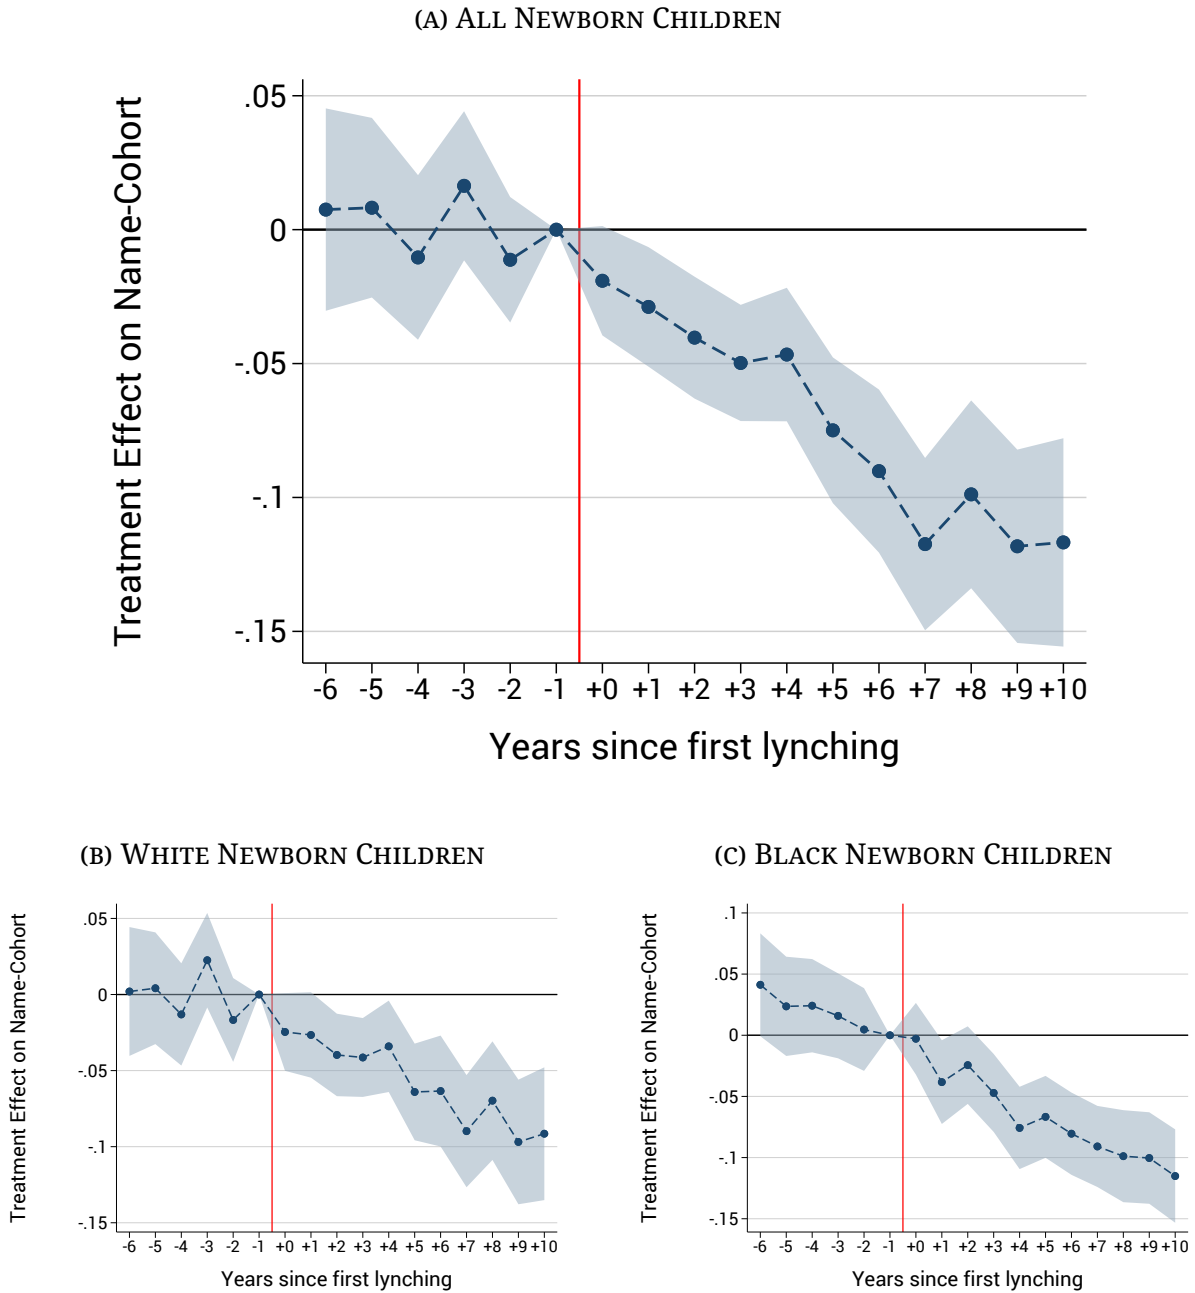 (A) ALL NEWBORN CHILDREN
Treatment Effect on Name-Cohort
.05
0
-.05
-.1
-.15
-6 -5 -4 -3 -2 -1 +0 +1 +2 +3 +4 +5 +6 +7 +8 +9 +10
Years since first lynching
(B) WHITE NEWBORN CHILDREN
Treatment Effect on Name-Cohort
.05
0
-.05
-.1
-.15
-6 -5 -4 -3 -2 -1 +0 +1 +2 +3 +4 +5 +6 +7 +8 +9 +10
Years since first lynching
(C) BLACK NEWBORN CHILDREN
Treatment Effect on Name-Cohort
.1
.05
0
-.05
-.1
-.15
-6 -5 -4 -3 -2 -1 +0 +1 +2 +3 +4 +5 +6 +7 +8 +9 +10
Years since first lynching